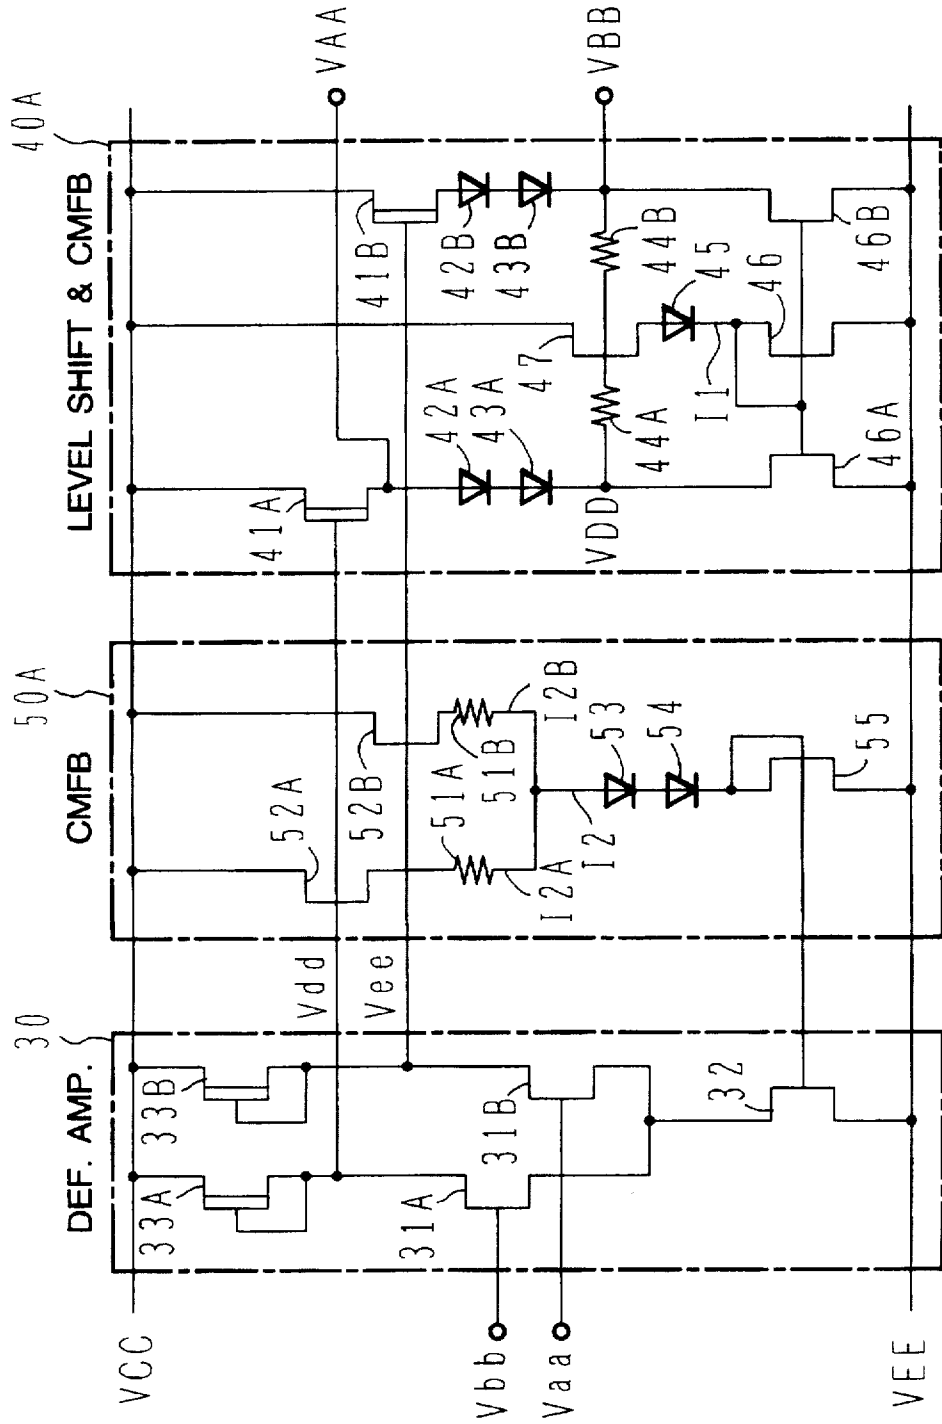 DEF. AMP.
CMFB
LEVEL SHIFT & CMFB
30
50A
40A
VCC
33A
33B
52A
52B
41A
41B
VAA
Vdd
Vee
31A
31B
51A
51B
I2A
I2B
I2
53
54
55
42A
43A
42B
43B
47
44A
44B
45
I1
46
46A
46B
VDD
VBB
Vbb
Vaa
32
VEE